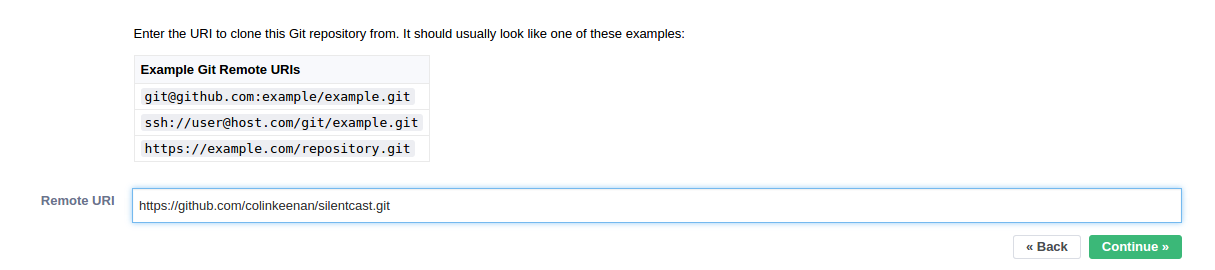 Enter the URI to clone this Git repository from. It should usually look like one of these examples:
Example Git Remote URIs
git@github.com:example/example.git
ssh://user@host.com/git/example.git
https://example.com/repository.git
Remote URI https://github.com/colinkeenan/silentcast.git
« Back Continue »